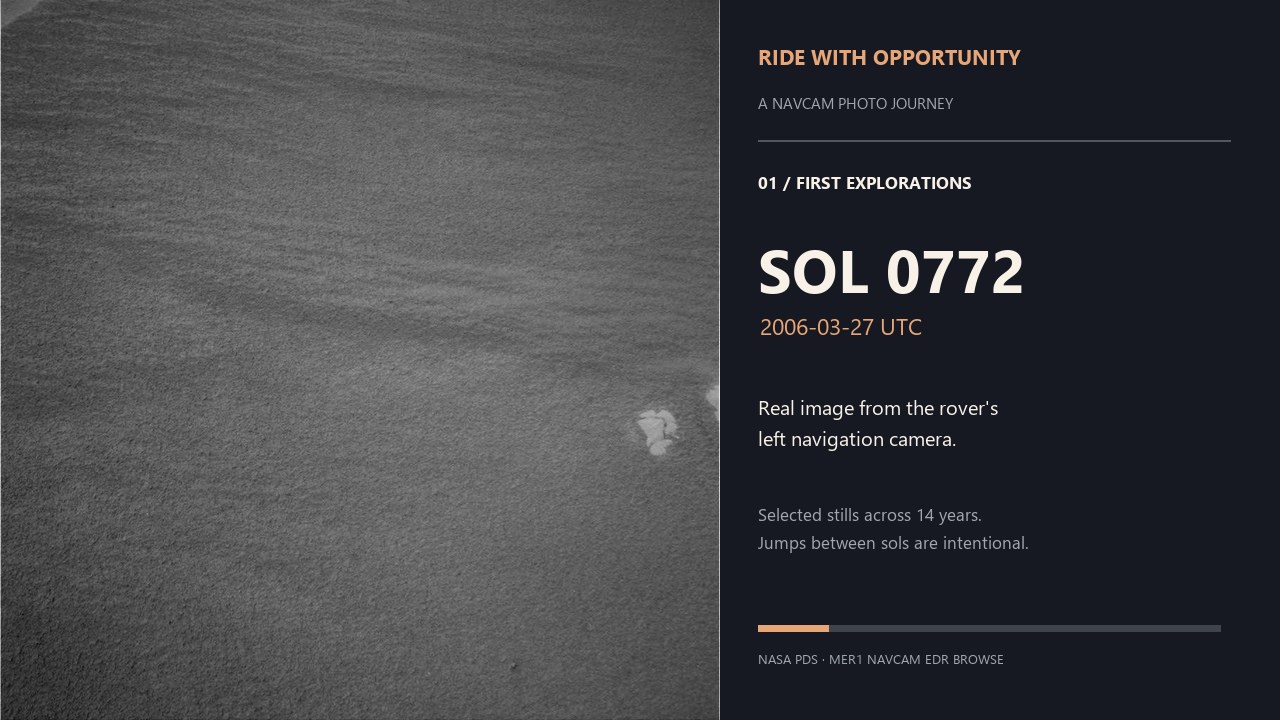 RIDE WITH OPPORTUNITY
A NAVCAM PHOTO JOURNEY
01 / FIRST EXPLORATIONS
SOL 0772
2006-03-27 UTC
Real image from the rover's
left navigation camera.
Selected stills across 14 years.
Jumps between sols are intentional.
NASA PDS · MER1 NAVCAM EDR BROWSE